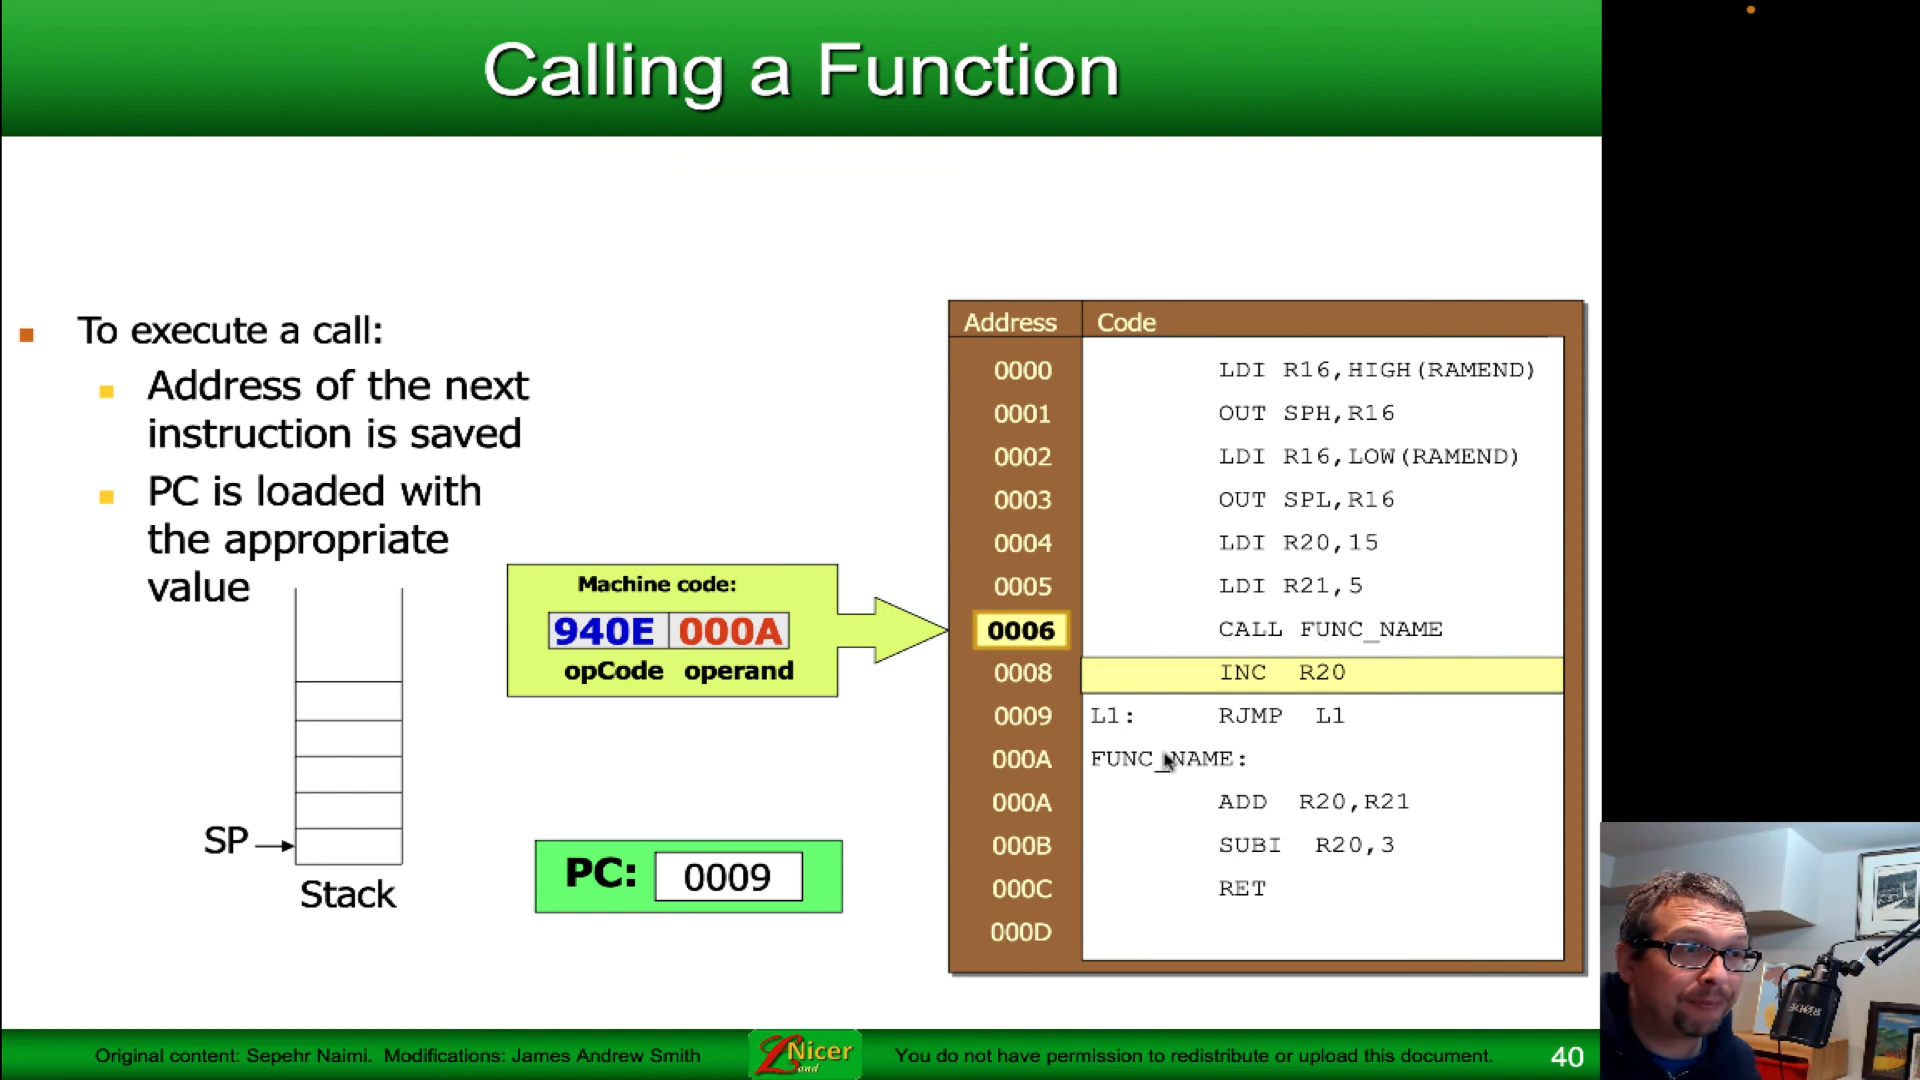 Calling a Function
To execute a call:
Address of the next
instruction is saved
PC is loaded with
the appropriate
value
SP
Stack
Machine code:
940E 000A
opCode operand
PC: 0009
Address Code
0000 LDI R16,HIGH(RAMEND)
0001 OUT SPH,R16
0002 LDI R16,LOW(RAMEND)
0003 OUT SPL,R16
0004 LDI R20,15
0005 LDI R21,5
0006 CALL FUNC_NAME
0008 INC R20
0009 L1: RJMP L1
000A FUNC_NAME:
000A ADD R20,R21
000B SUBI R20,3
000C RET
000D
Original content: Sepehr Naimi. Modifications: James Andrew Smith
Nicer
Land
You do not have permission to redistribute or upload this document.
40